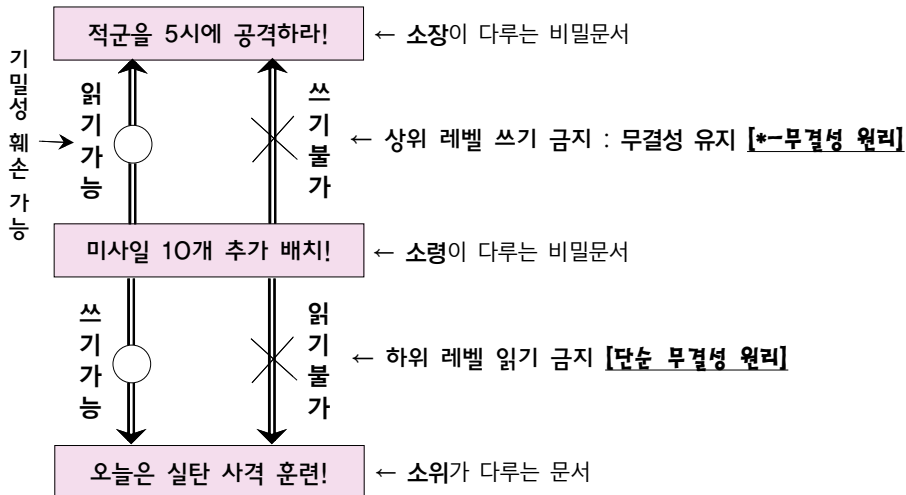 적군을 5시에 공격하라!
← 소장이 다루는 비밀문서
기밀성 훼손 가능
읽기가능
쓰기불가
← 상위 레벨 쓰기 금지 : 무결성 유지 [*-무결성 원리]
미사일 10개 추가 배치!
← 소령이 다루는 비밀문서
쓰기가능
읽기불가
← 하위 레벨 읽기 금지 [단순 무결성 원리]
오늘은 실탄 사격 훈련!
← 소위가 다루는 문서